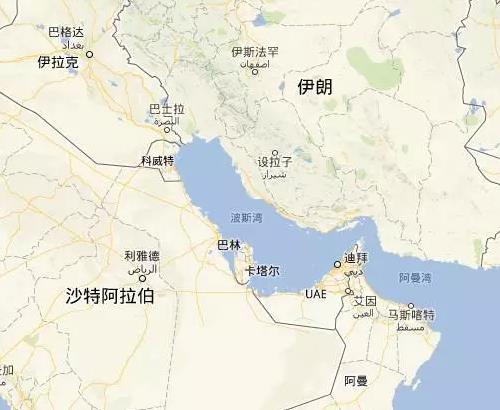 巴格达
بغداد
伊拉克
伊斯法罕
اصفهان
伊朗
巴士拉
البصرة
科威特
设拉子
شیراز
波斯湾
巴林
利雅德
الرياض
卡塔尔
迪拜
دبي
阿曼湾
沙特阿拉伯
UAE
艾因
العين
马斯喀特
مسقط
加
阿曼